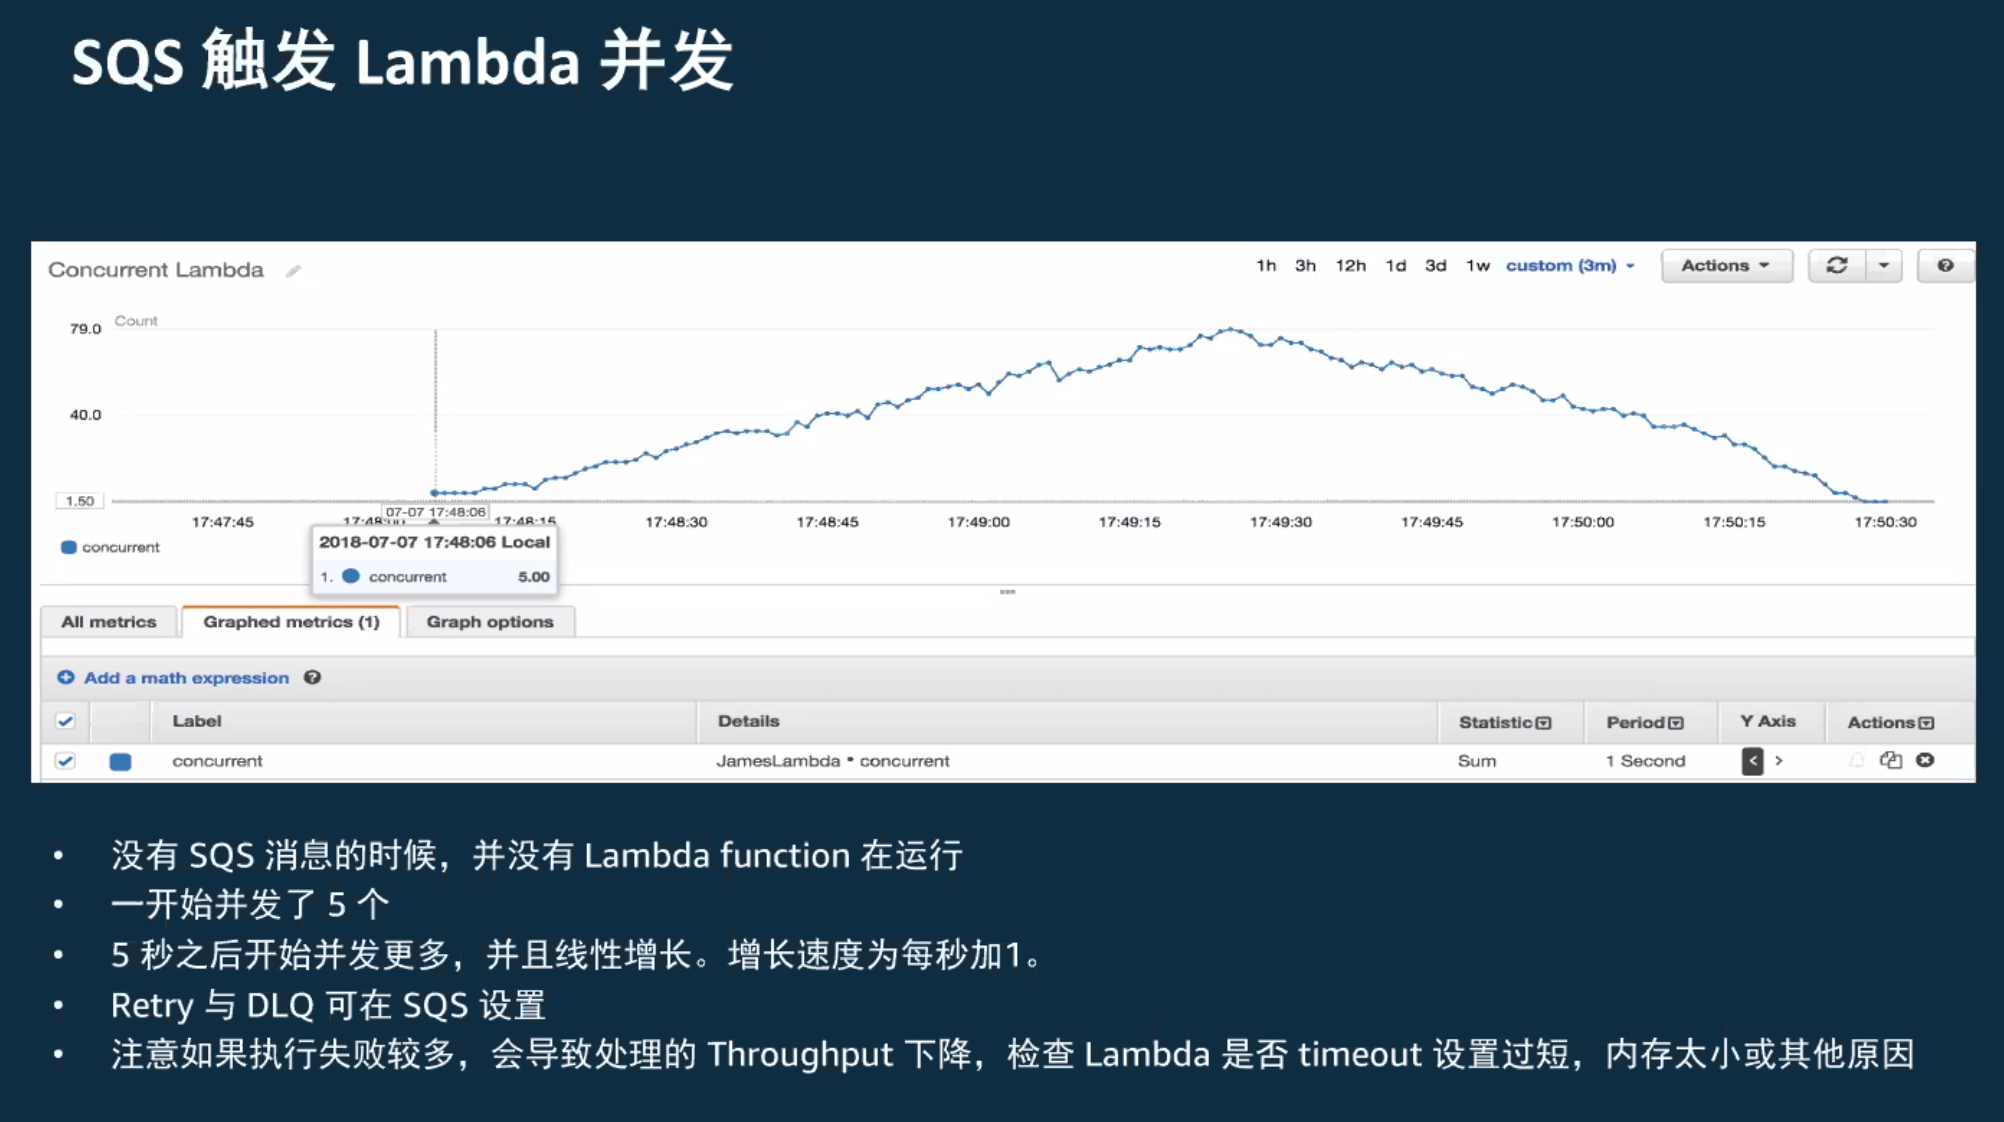 SQS 触发 Lambda 并发
Concurrent Lambda
1h 3h 12h 1d 3d 1w custom (3m) Actions
Count
79.0
40.0
1.50
17:47:45 17:48:00 17:48:15 17:48:30 17:48:45 17:49:00 17:49:15 17:49:30 17:49:45 17:50:00 17:50:15 17:50:30
07-07 17:48:06
concurrent
2018-07-07 17:48:06 Local
1. concurrent 5.00
All metrics Graphed metrics (1) Graph options
Add a math expression
Label Details Statistic Period Y Axis Actions
concurrent JamesLambda • concurrent Sum 1 Second < >
• 没有 SQS 消息的时候，并没有 Lambda function 在运行
• 一开始并发了 5 个
• 5 秒之后开始并发更多，并且线性增长。增长速度为每秒加1。
• Retry 与 DLQ 可在 SQS 设置
• 注意如果执行失败较多，会导致处理的 Throughput 下降，检查 Lambda 是否 timeout 设置过短，内存太小或其他原因